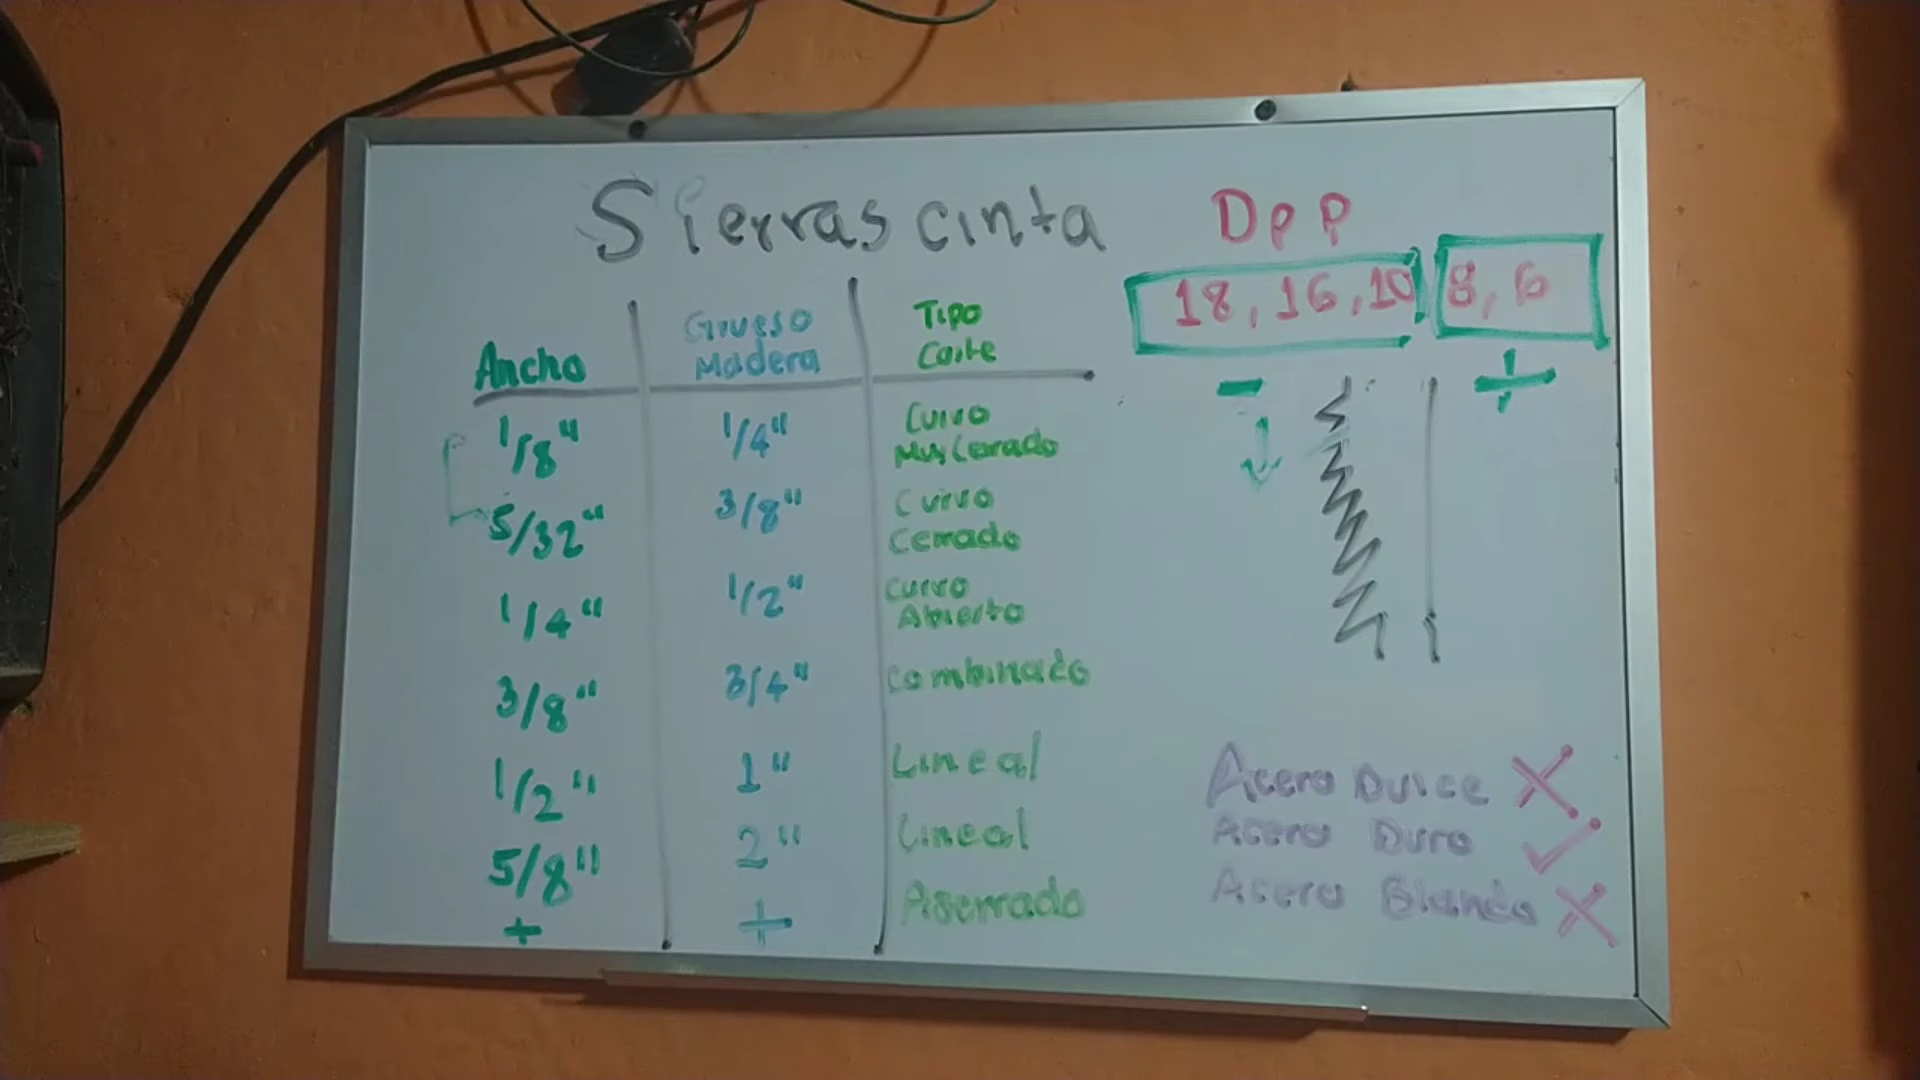 Sierras cinta
Dpp
18, 16, 10 8, 6
- +
Ancho
Grueso
Madera
Tipo
Corte
1/8" 1/4" Curvo
Muy Cerrado
5/32" 3/8" Curvo
Cerrado
1/4" 1/2" Curvo
Abierto
3/8" 3/4" combinado
1/2" 1" Lineal
5/8" 2" Lineal
+ + Aserrado
Acero Dulce X
Acero Duro ✓
Acero Blando X